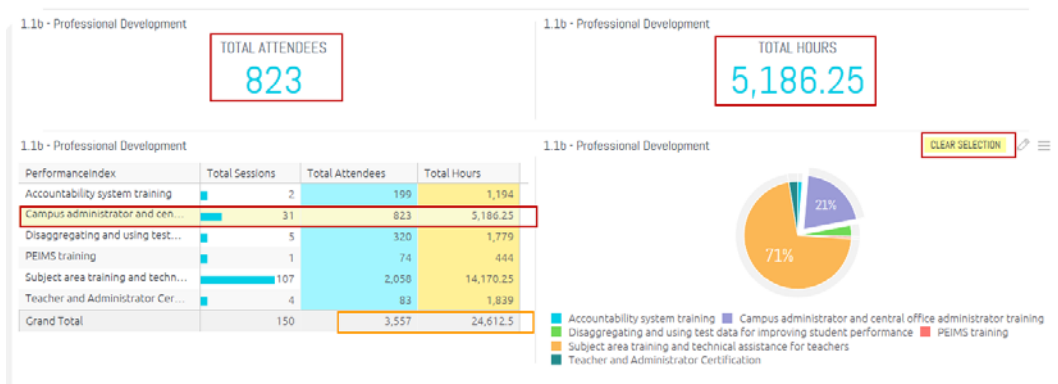 1.1b - Professional Development
TOTAL ATTENDEES
823
1.1b - Professional Development
TOTAL HOURS
5,186.25
1.1b - Professional Development
PerformanceIndex Total Sessions Total Attendees Total Hours
Accountability system training 2 199 1,194
Campus administrator and cen... 31 823 5,186.25
Disaggregating and using test... 5 320 1,779
PEIMS training 1 74 444
Subject area training and techn... 107 2,058 14,170.25
Teacher and Administrator Cer... 4 83 1,839
Grand Total 150 3,557 24,612.5
1.1b - Professional Development
CLEAR SELECTION
21%
71%
Accountability system training Campus administrator and central office administrator training
Disaggregating and using test data for improving student performance PEIMS training
Subject area training and technical assistance for teachers
Teacher and Administrator Certification